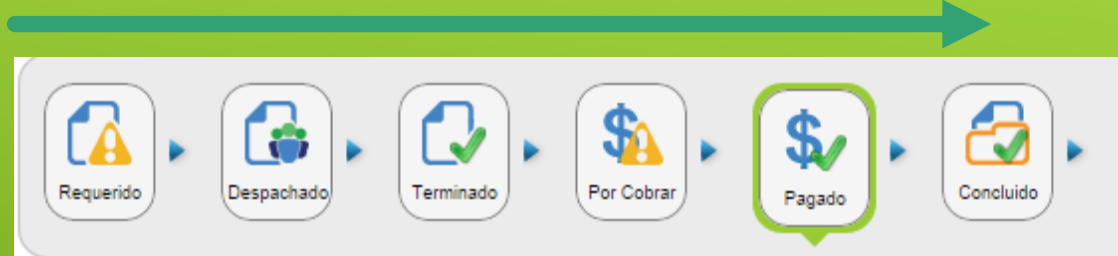 Requerido
Despachado
Terminado
Por Cobrar
Pagado
Concluido